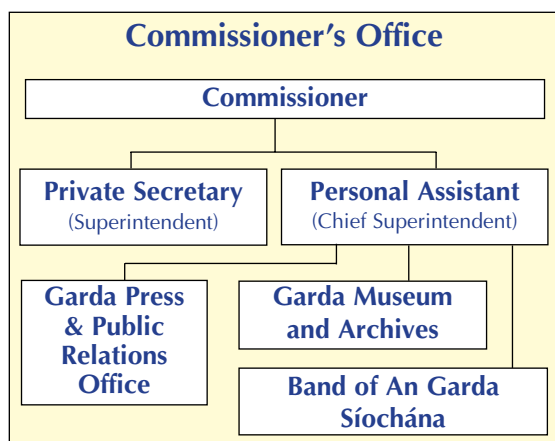 Commissioner's Office
Commissioner
Private Secretary
(Superintendent)
Personal Assistant
(Chief Superintendent)
Garda Press
& Public
Relations
Office
Garda Museum
and Archives
Band of An Garda
Síochána